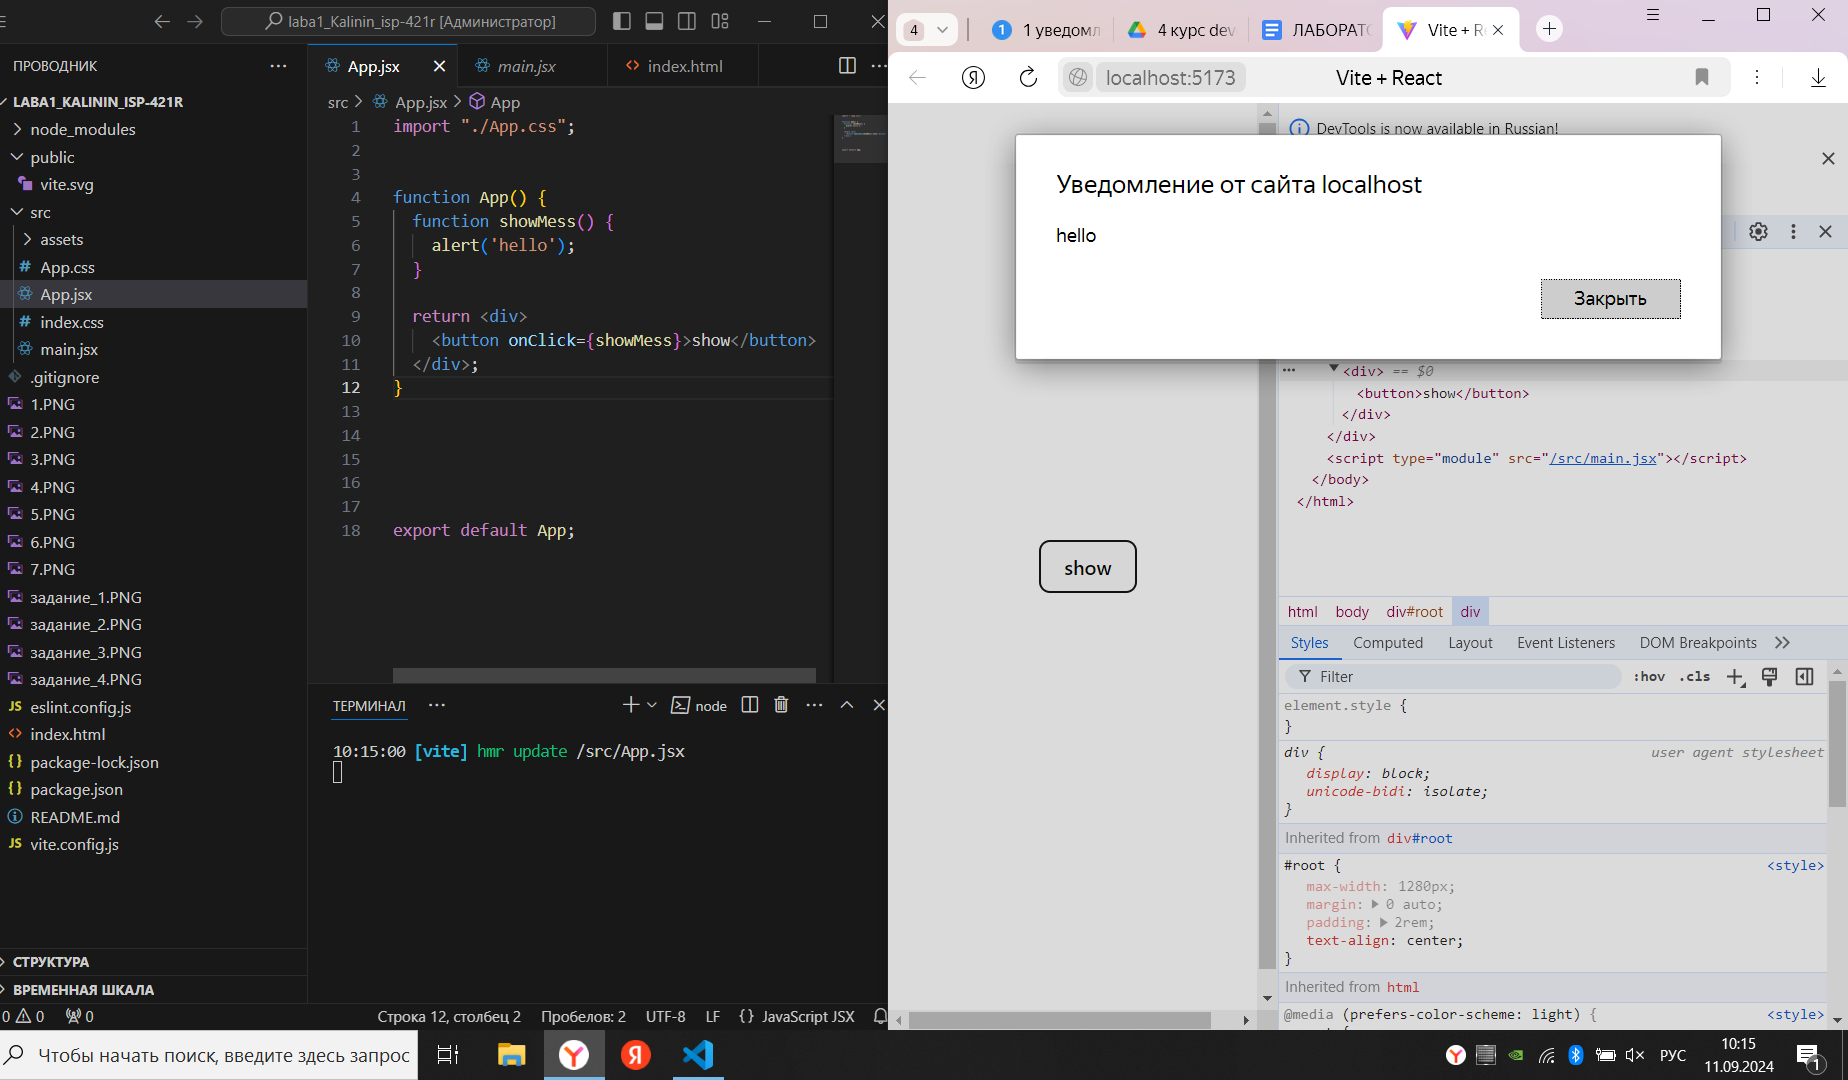 laba1_Kalinin_isp-421r [Администратор]
ПРОВОДНИК
LABA1_KALININ_ISP-421R
node_modules
public
vite.svg
src
assets
App.css
App.jsx
index.css
main.jsx
.gitignore
1.PNG
2.PNG
3.PNG
4.PNG
5.PNG
6.PNG
7.PNG
задание_1.PNG
задание_2.PNG
задание_3.PNG
задание_4.PNG
eslint.config.js
index.html
package-lock.json
package.json
README.md
vite.config.js
СТРУКТУРА
ВРЕМЕННАЯ ШКАЛА
App.jsx main.jsx index.html
src > App.jsx > App
1 import "./App.css";
2
3
4 function App() {
5 function showMess() {
6 alert('hello');
7 }
8
9 return <div>
10 <button onClick={showMess}>show</button>
11 </div>;
12 }
13
14
15
16
17
18 export default App;
ТЕРМИНАЛ
node
10:15:00 [vite] hmr update /src/App.jsx
0 0 0 Строка 12, столбец 2 Пробелов: 2 UTF-8 LF {} JavaScript JSX
4 1 1 уведомл 4 курс dev ЛАБОРАТО Vite + R
localhost:5173 Vite + React
DevTools is now available in Russian!
Уведомление от сайта localhost
hello
Закрыть
show
<div> == $0
<button>show</button>
</div>
</div>
<script type="module" src="/src/main.jsx"></script>
</body>
</html>
html body div#root div
Styles Computed Layout Event Listeners DOM Breakpoints
Filter :hov .cls
element.style {
}
div { user agent stylesheet
display: block;
unicode-bidi: isolate;
}
Inherited from div#root
#root { <style>
max-width: 1280px;
margin: 0 auto;
padding: 2rem;
text-align: center;
}
Inherited from html
@media (prefers-color-scheme: light) { <style>
Чтобы начать поиск, введите здесь запрос
РУС
10:15
11.09.2024
1